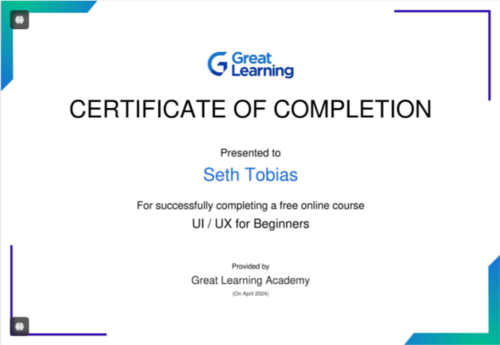 Great
Learning
CERTIFICATE OF COMPLETION
Presented to
Seth Tobias
For successfully completing a free online course
UI / UX for Beginners
Provided by
Great Learning Academy
(On April 2024)